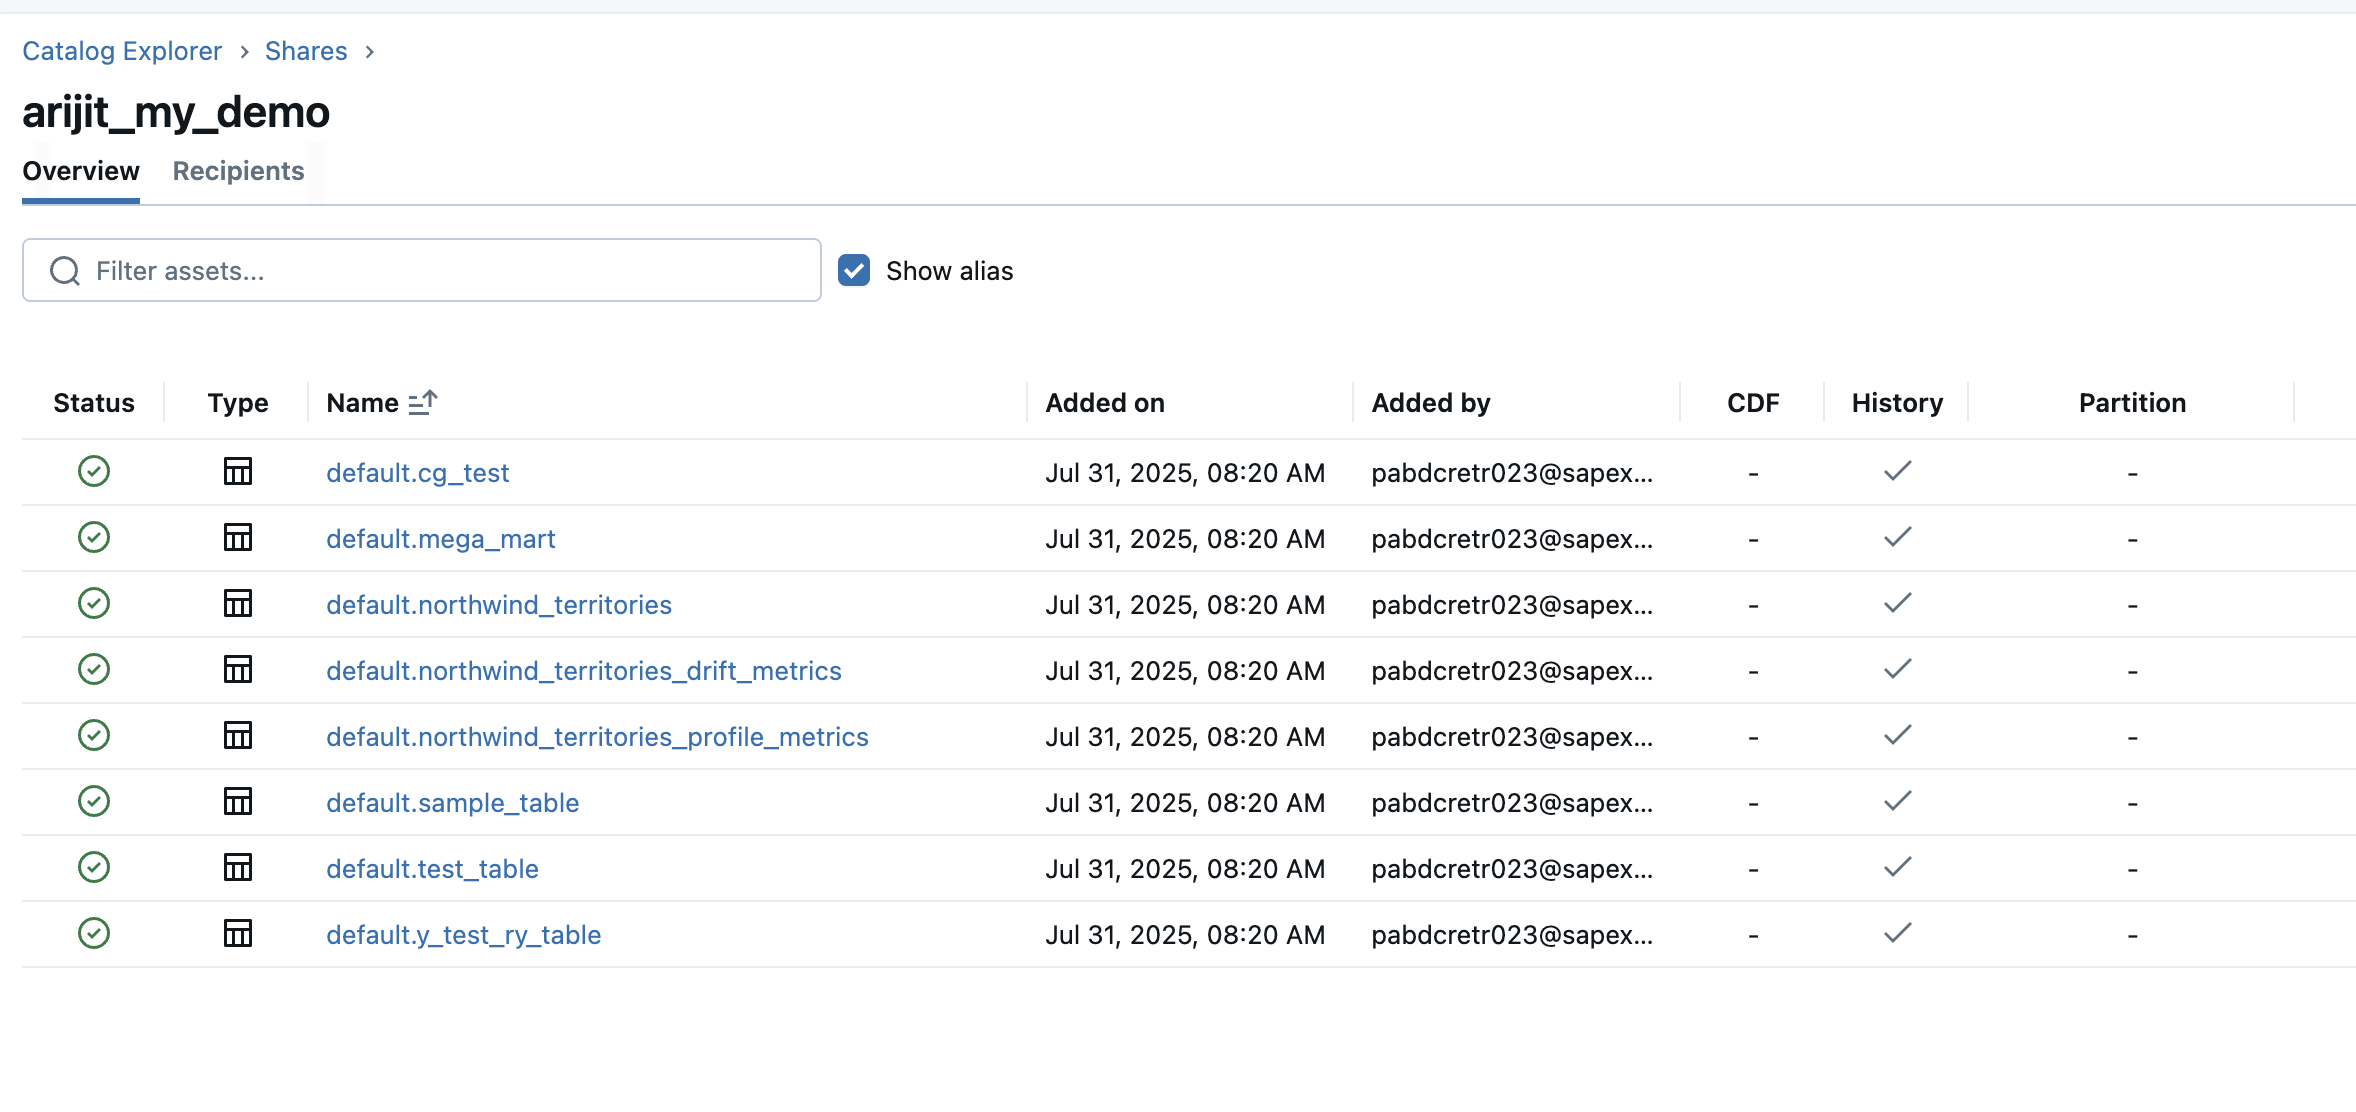 Catalog Explorer > Shares >
arijit_my_demo
Overview Recipients
Filter assets... Show alias
Status Type Name Added on Added by CDF History Partition
default.cg_test Jul 31, 2025, 08:20 AM pabdcretr023@sapex... - -
default.mega_mart Jul 31, 2025, 08:20 AM pabdcretr023@sapex... - -
default.northwind_territories Jul 31, 2025, 08:20 AM pabdcretr023@sapex... - -
default.northwind_territories_drift_metrics Jul 31, 2025, 08:20 AM pabdcretr023@sapex... - -
default.northwind_territories_profile_metrics Jul 31, 2025, 08:20 AM pabdcretr023@sapex... - -
default.sample_table Jul 31, 2025, 08:20 AM pabdcretr023@sapex... - -
default.test_table Jul 31, 2025, 08:20 AM pabdcretr023@sapex... - -
default.y_test_ry_table Jul 31, 2025, 08:20 AM pabdcretr023@sapex... - -